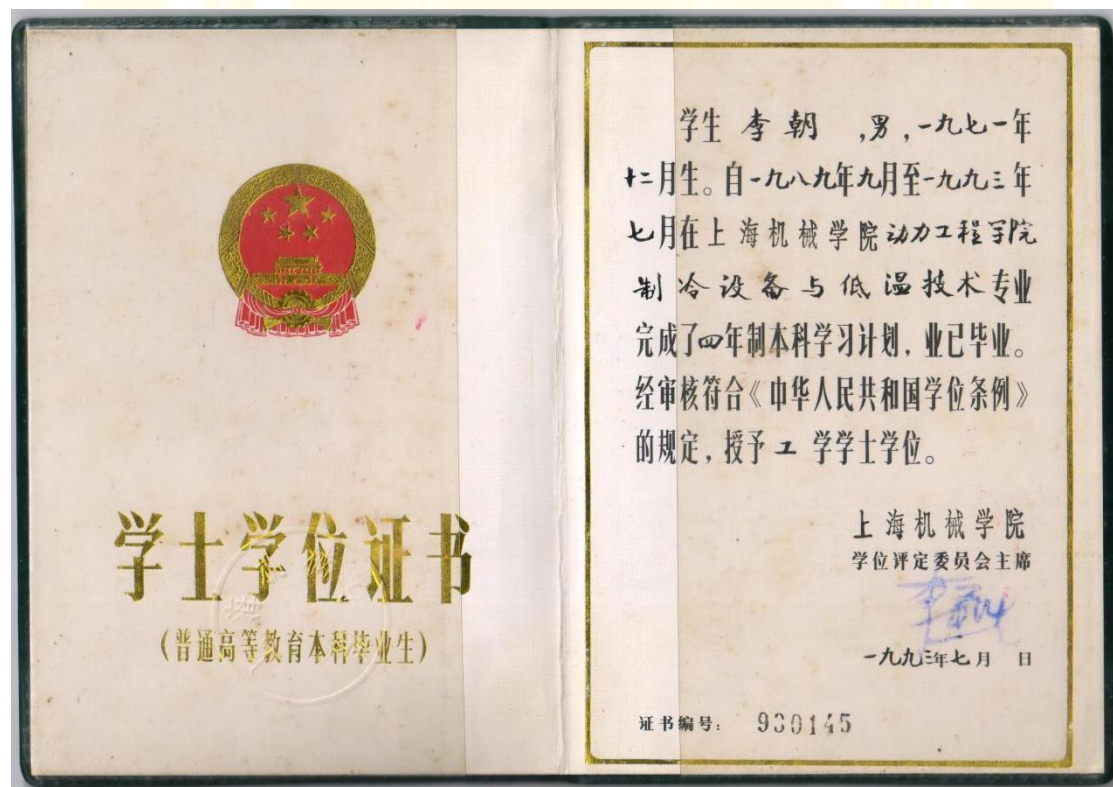 学士学位证书
(普通高等教育本科毕业生)
学生 李朝 ,男,一九七一年
十二月生。自一九八九年九月至一九九三年
七月在上海机械学院动力工程学院
制冷设备与低温技术专业
完成了四年制本科学习计划,业已毕业。
经审核符合《中华人民共和国学位条例》
的规定,授予工学学士学位。
上海机械学院
学位评定委员会主席
一九九三年七月 日
证书编号: 930145